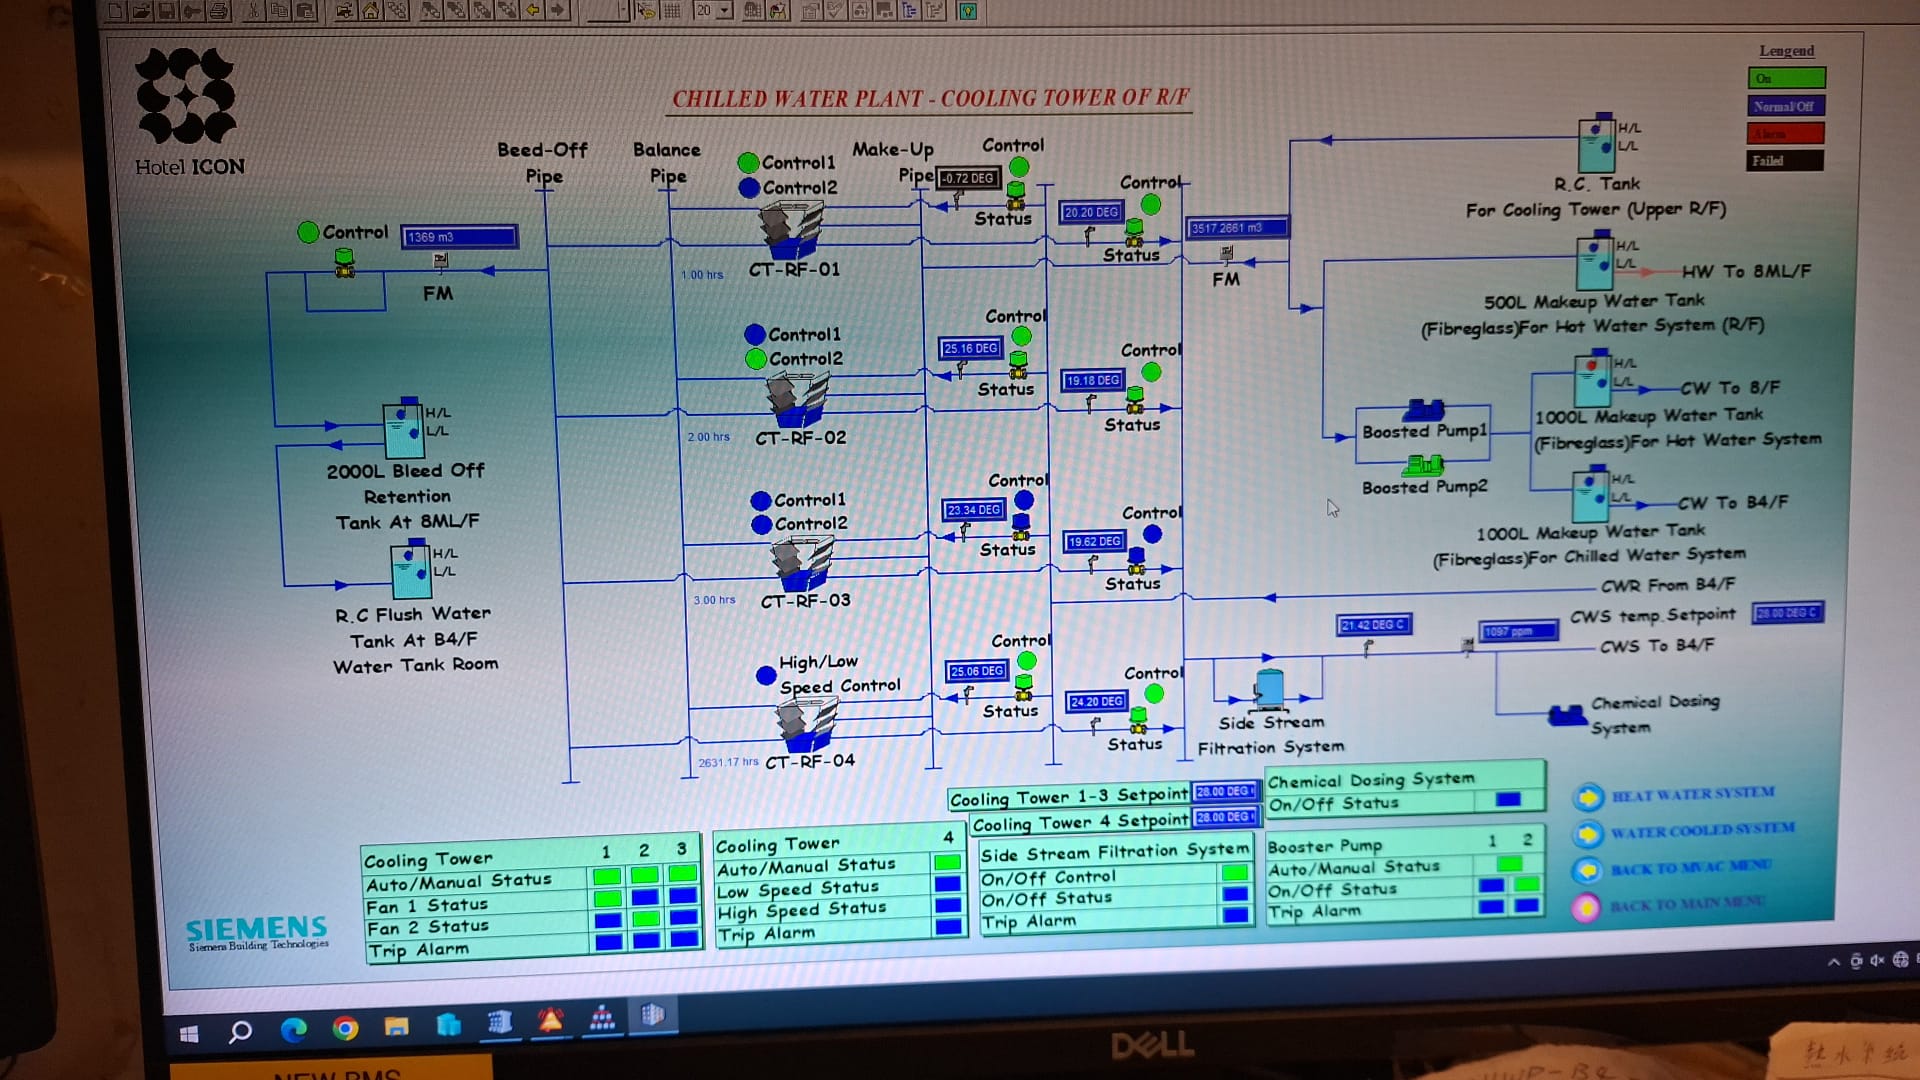 20
Hotel ICON
CHILLED WATER PLANT - COOLING TOWER OF R/F
Lengend
On
Normal/Off
Alarm
Failed
Beed-Off
Pipe
Balance
Pipe
Control1
Control2
Make-Up
Pipe
-0.72 DEG
Control
Status
20.20 DEG
Control
Status
3517.2661 m3
FM
H/L
L/L
R.C. Tank
For Cooling Tower (Upper R/F)
Control
1369 m3
FM
1.00 hrs
CT-RF-01
H/L
L/L
HW To 8ML/F
500L Makeup Water Tank
(Fibreglass)For Hot Water System (R/F)
Control1
Control2
25.16 DEG
Control
Status
19.18 DEG
Control
Status
2.00 hrs
CT-RF-02
H/L
L/L
CW To 8/F
1000L Makeup Water Tank
(Fibreglass)For Hot Water System
Boosted Pump1
Boosted Pump2
H/L
L/L
CW To B4/F
1000L Makeup Water Tank
(Fibreglass)For Chilled Water System
H/L
L/L
2000L Bleed Off
Retention
Tank At 8ML/F
H/L
L/L
R.C Flush Water
Tank At B4/F
Water Tank Room
Control1
Control2
23.34 DEG
Control
Status
19.62 DEG
Control
Status
3.00 hrs
CT-RF-03
CWR From B4/F
CWS temp.Setpoint
28.00 DEG C
21.42 DEG C
1097 ppm
CWS To B4/F
High/Low
Speed Control
25.06 DEG
Control
Status
24.20 DEG
Control
Status
2631.17 hrs
CT-RF-04
Side Stream
Filtration System
Chemical Dosing
System
Cooling Tower 1-3 Setpoint 28.00 DEG
Cooling Tower 4 Setpoint 28.00 DEG
Chemical Dosing System
On/Off Status
Cooling Tower 1 2 3
Auto/Manual Status
Fan 1 Status
Fan 2 Status
Trip Alarm
Cooling Tower 4
Auto/Manual Status
Low Speed Status
High Speed Status
Trip Alarm
Side Stream Filtration System
On/Off Control
On/Off Status
Trip Alarm
Booster Pump 1 2
Auto/Manual Status
On/Off Status
Trip Alarm
HEAT WATER SYSTEM
WATER COOLED SYSTEM
BACK TO MVAC MENU
BACK TO MAIN MENU
SIEMENS
Siemens Building Technologies
DELL
NEW BMS